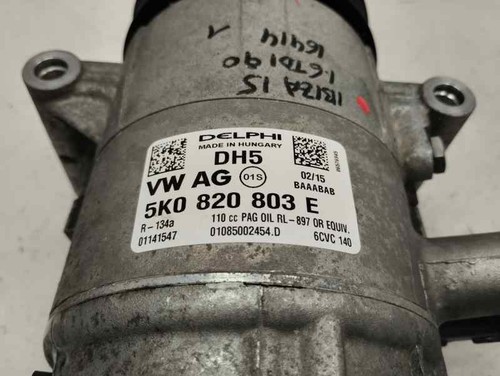 IBIZA 15
1.6TDI 90
16414
1
DELPHI
MADE IN HUNGARY
DH5
02/15
VW AG 01S BAAABAB
5K0 820 803 E
R-134a 110 cc PAG OIL RL-897 OR EQUIV.
01141547 01085002454.D 6CVC 140